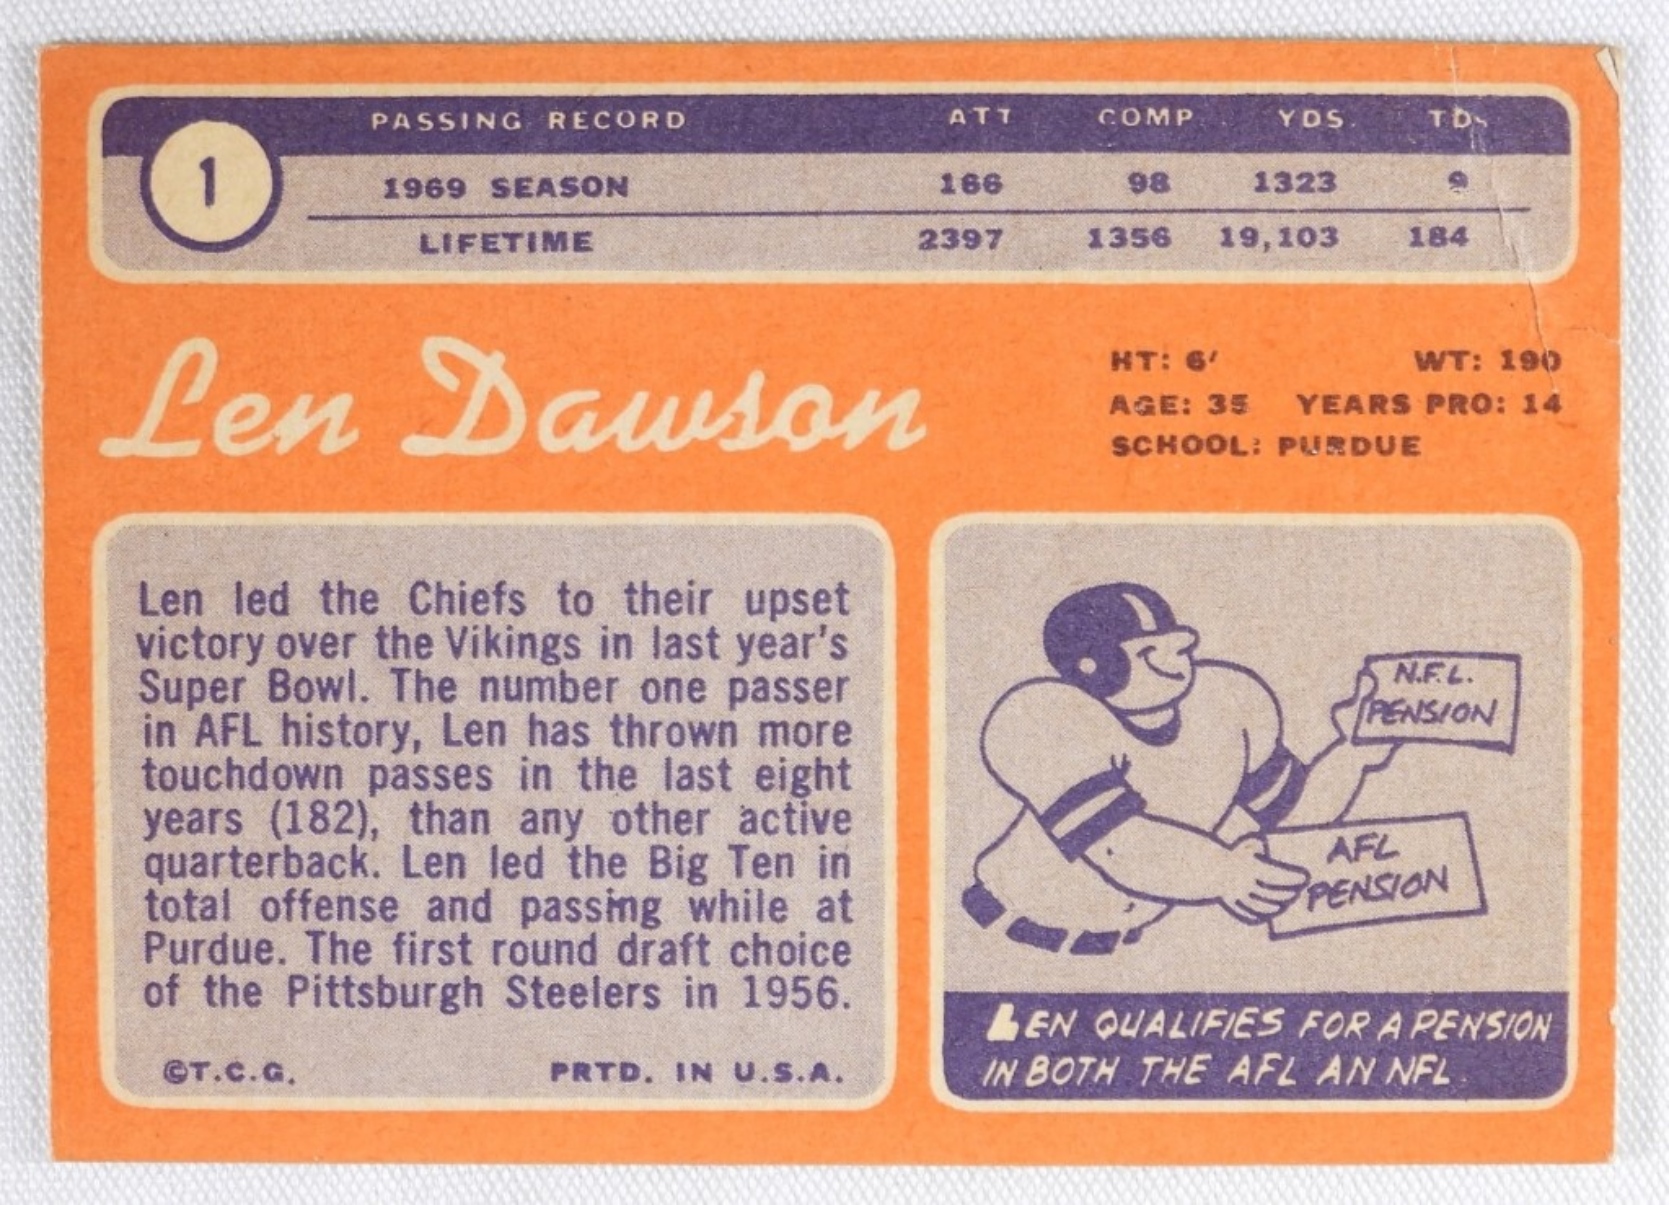 1
PASSING RECORD ATT COMP YDS. TD.
1969 SEASON 166 98 1323 9
LIFETIME 2397 1356 19,103 184
Len Dawson
HT: 6' WT: 190
AGE: 35 YEARS PRO: 14
SCHOOL: PURDUE
Len led the Chiefs to their upset
victory over the Vikings in last year's
Super Bowl. The number one passer
in AFL history, Len has thrown more
touchdown passes in the last eight
years (182), than any other active
quarterback. Len led the Big Ten in
total offense and passing while at
Purdue. The first round draft choice
of the Pittsburgh Steelers in 1956.
©T.C.G. PRTD. IN U.S.A.
N.F.L.
PENSION
AFL
PENSION
LEN QUALIFIES FOR A PENSION
IN BOTH THE AFL AN NFL.